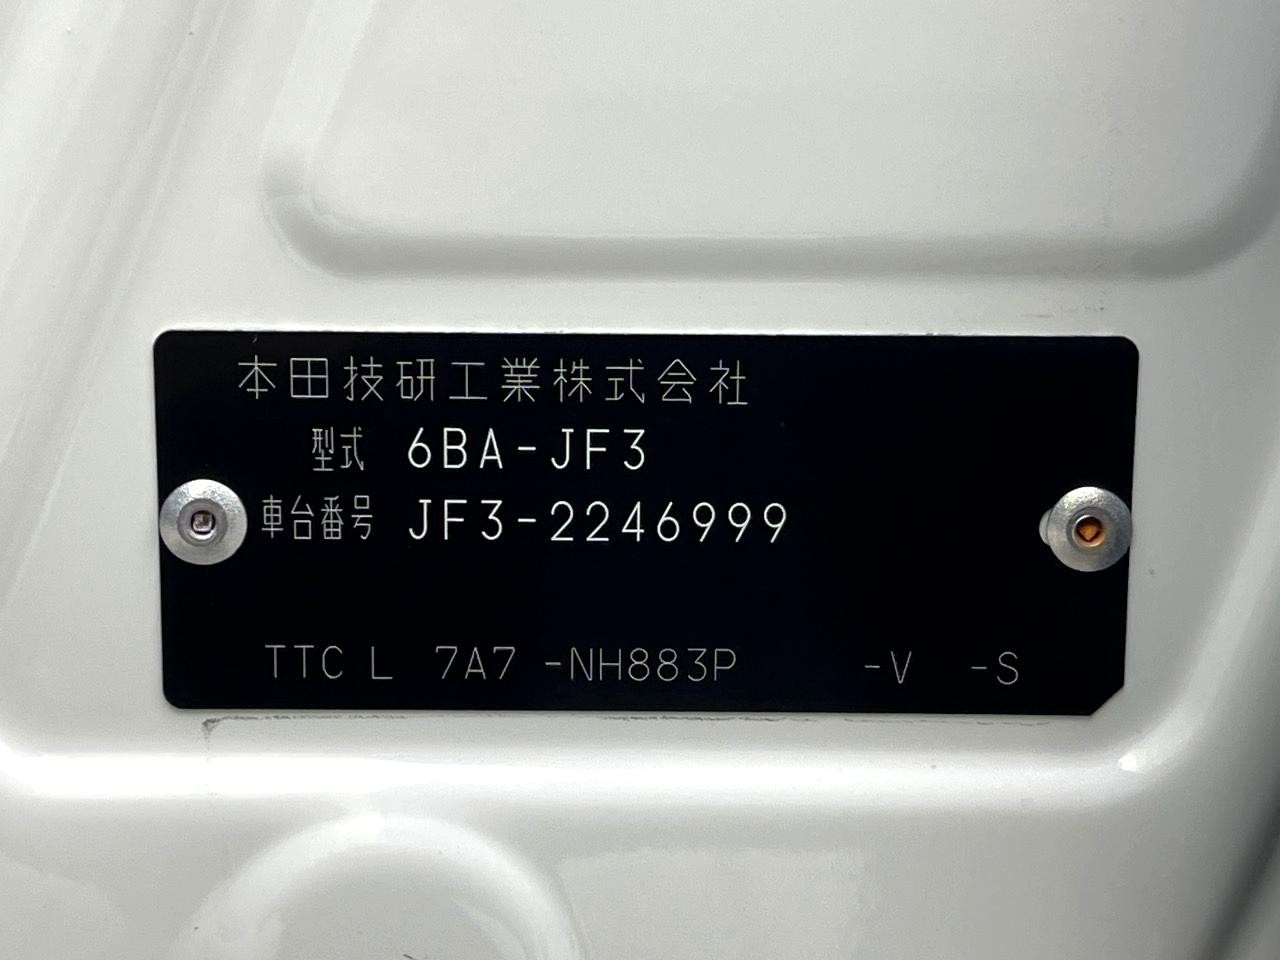 本田技研工業株式会社
型式 6BA-JF3
車台番号 JF3-2246999
TTC L 7A7 -NH883P -V -S